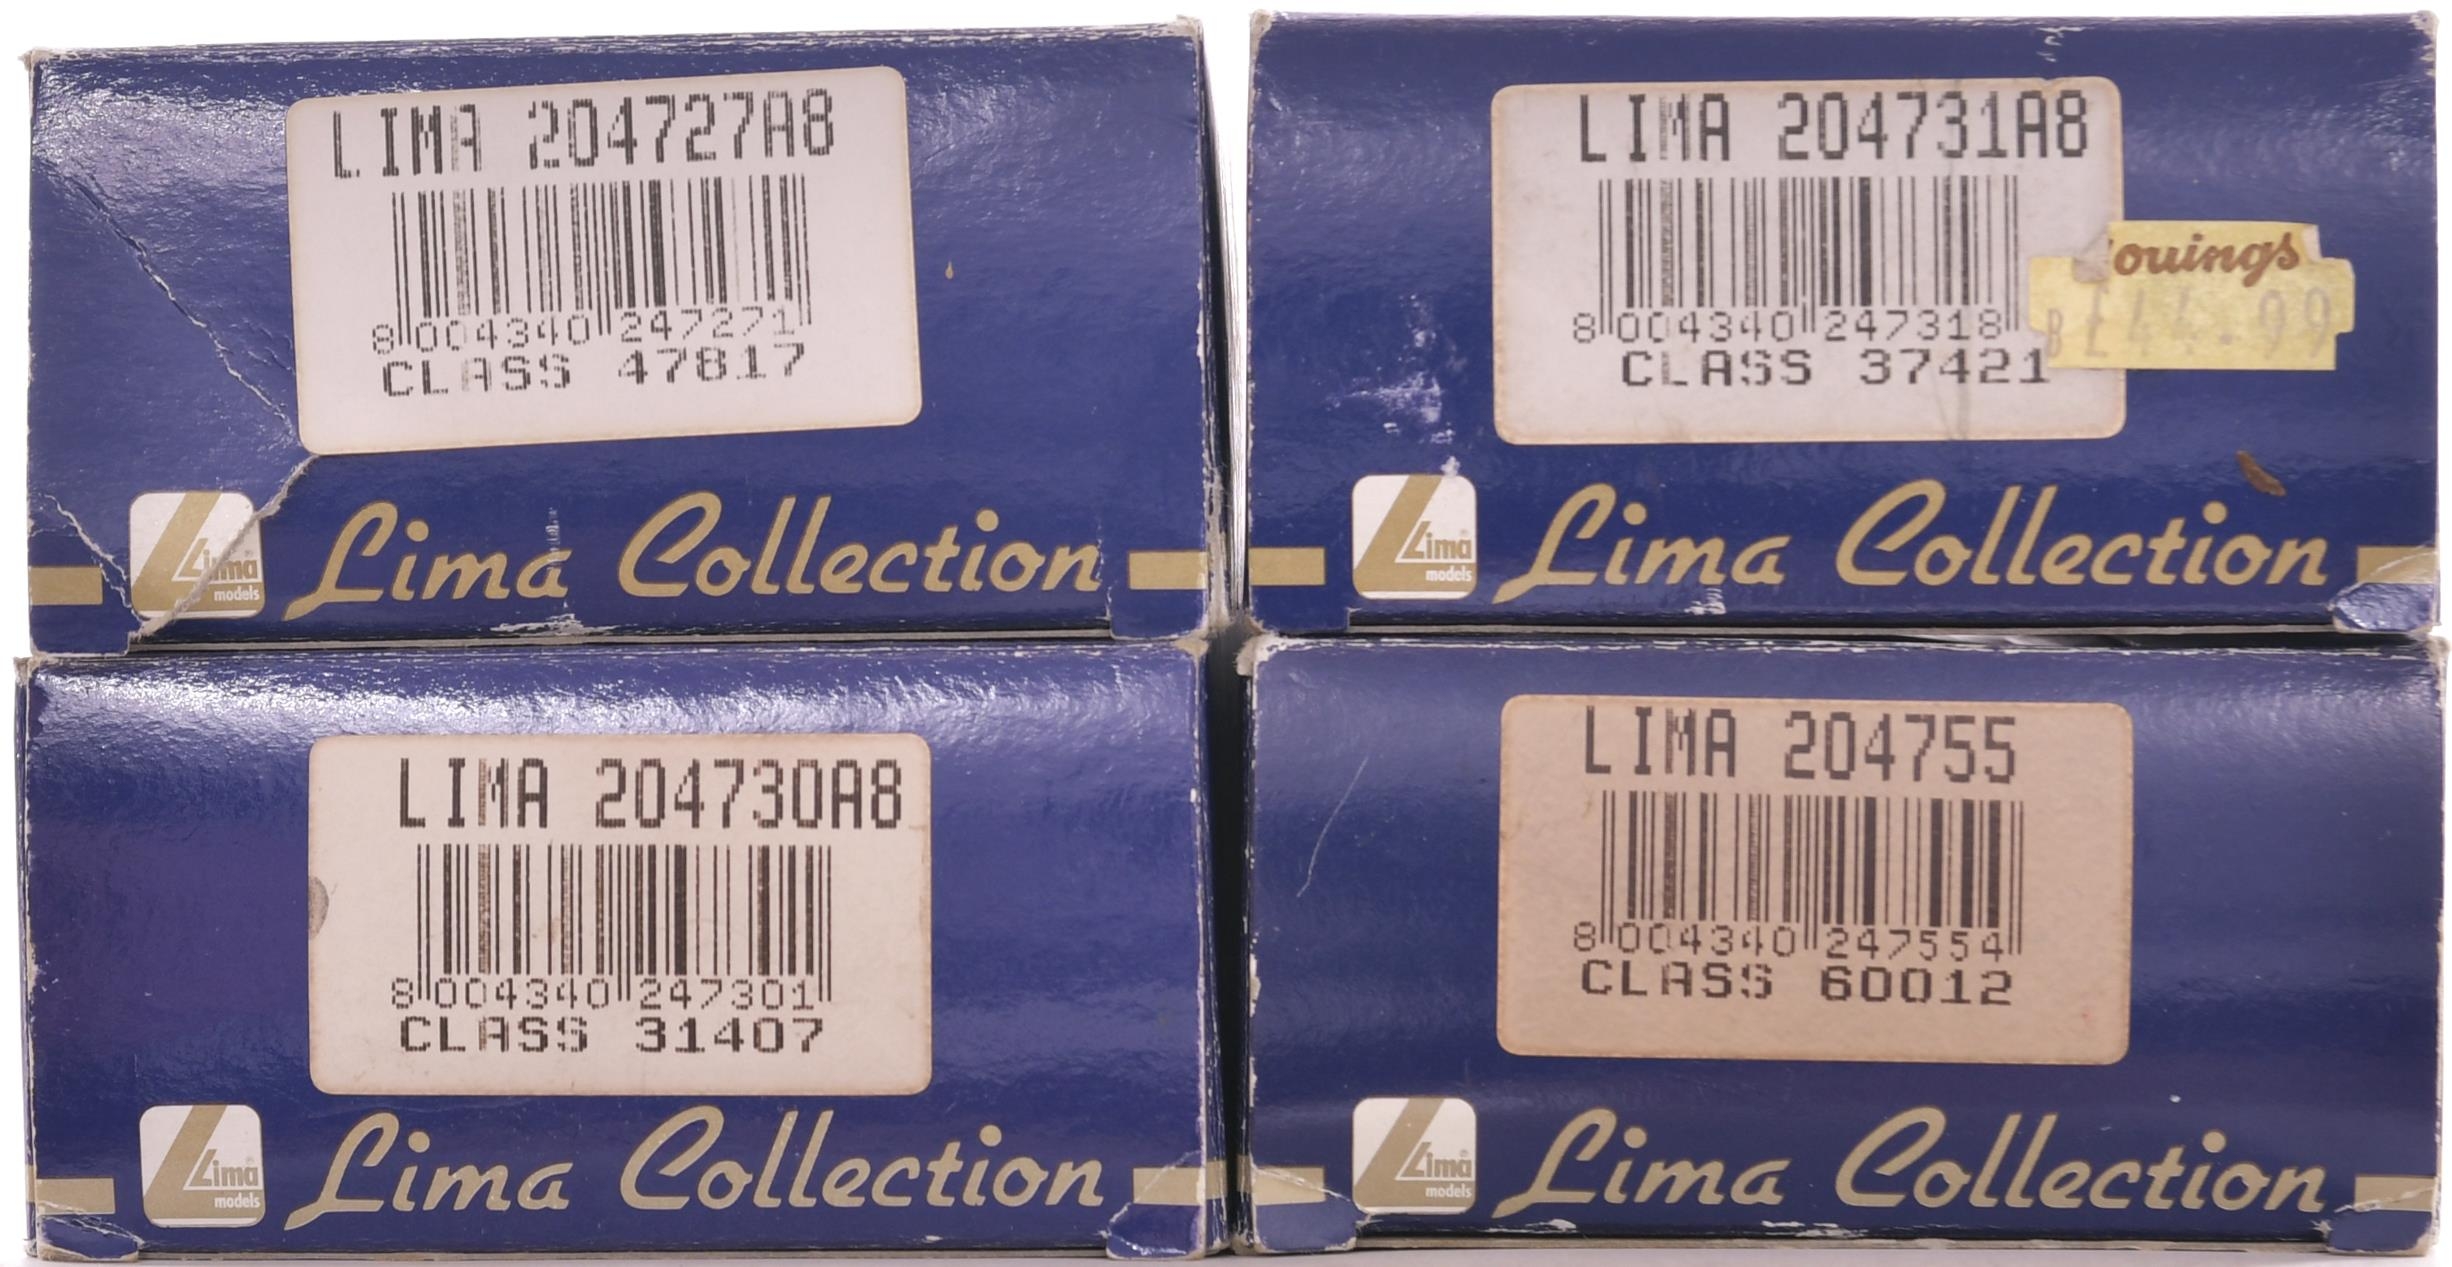 LIMA 204727A8
8 004340 247271
CLASS 47817
Lima
models
Lima Collection
LIMA 204731A8
8 004340 247318
CLASS 37421
ouings
B £44.99
Lima
models
Lima Collection
LIMA 204730A8
8 004340 247301
CLASS 31407
Lima
models
Lima Collection
LIMA 204755
8 004340 247554
CLASS 60012
Lima
models
Lima Collection